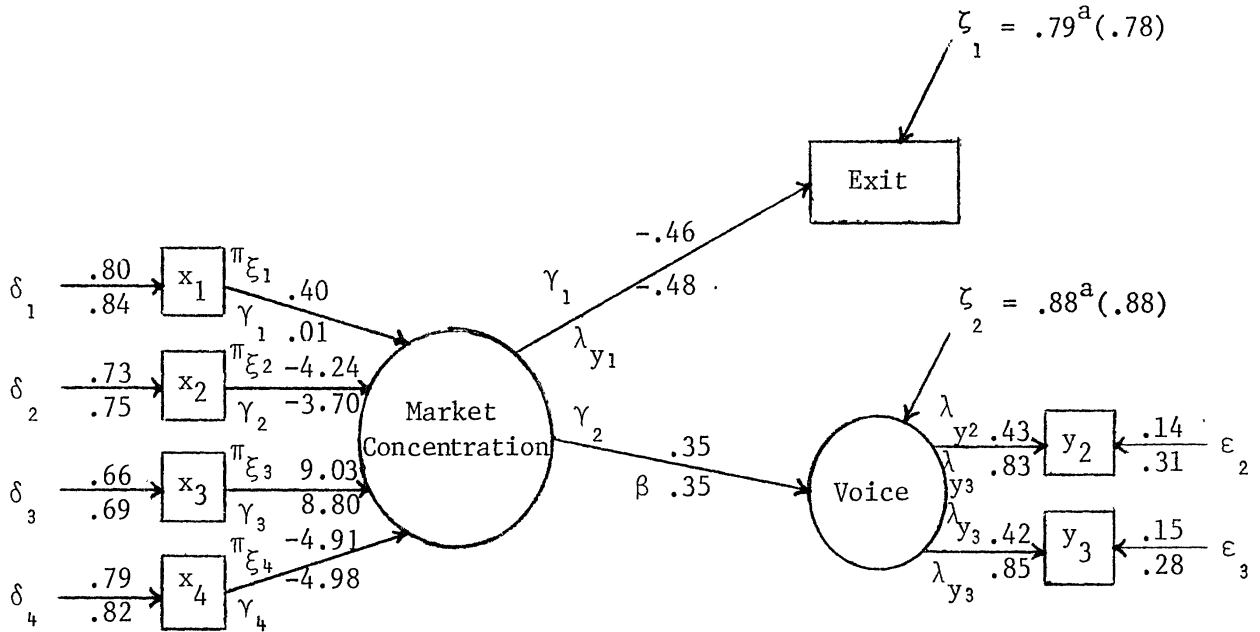 ζ1 = .79a(.78)
Exit
-.46
γ1 -.48
λy1
ζ2 = .88a(.88)
δ1 .80 .84 x1 πξ1 .40
γ1 .01
δ2 .73 .75 x2 πξ2 -4.24
γ2 -3.70
δ3 .66 .69 x3 πξ3 9.03
γ3 8.80
δ4 .79 .82 x4 πξ4 -4.91
γ4 -4.98
Market
Concentration
γ2 .35
β .35
Voice
λy2 .43 y2 .14 ε2
λy3 .83 .31
λy3 .42 y3 .15 ε3
λy3 .85 .28